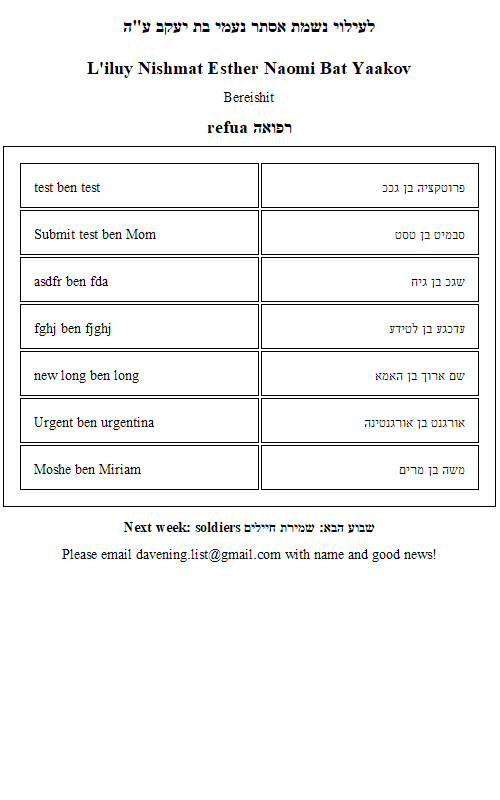 לעילוי נשמת אסתר נעמי בת יעקב ע"ה
L'iluy Nishmat Esther Naomi Bat Yaakov
Bereishit
refua רפואה
test ben test פרוטקציה בן גככ
Submit test ben Mom סבמיט בן טסט
asdfr ben fda שגכ בן גיח
fghj ben fjghj עדכגע בן לטידע
new long ben long שם ארוך בן האמא
Urgent ben urgentina אורגנט בן אורגנטינה
Moshe ben Miriam משה בן מרים
Next week: soldiers שבוע הבא: שמירת חיילים
Please email davening.list@gmail.com with name and good news!